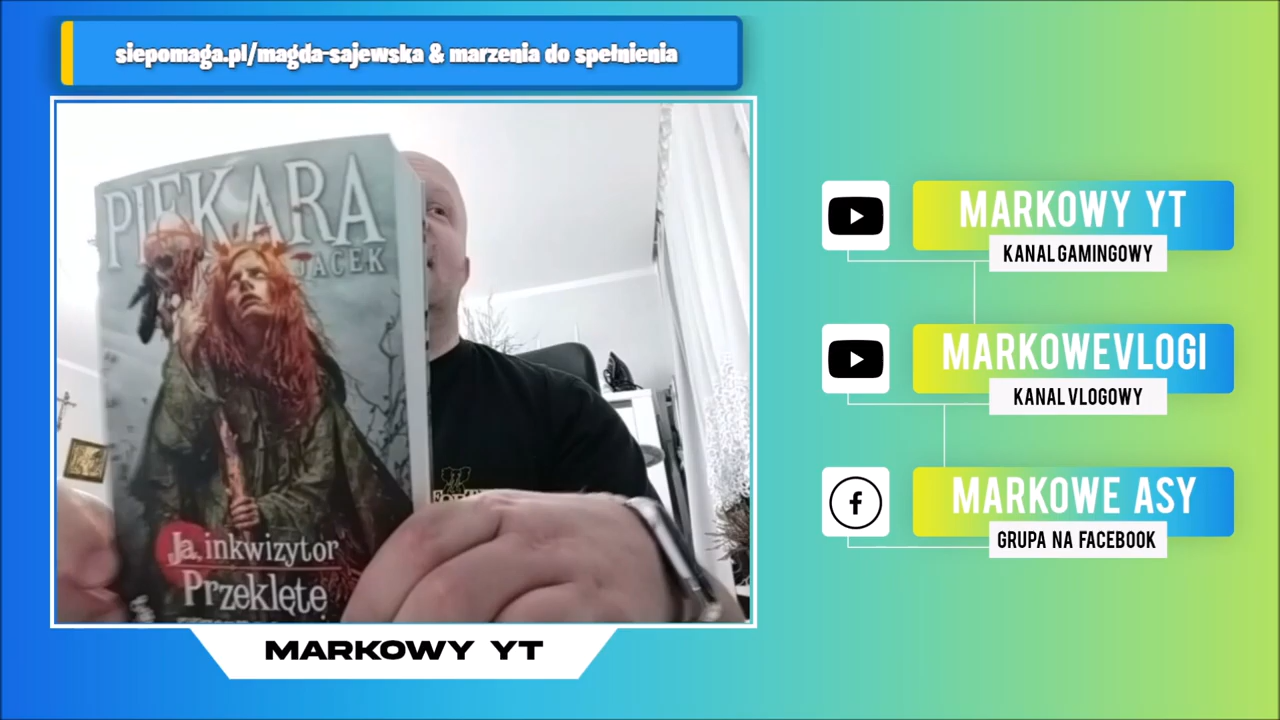 siepomaga.pl/magda-sajewska & marzenia do spełnienia
PIEKARA
JACEK
Ja, inkwizytor
Przeklęte
MARKOWY YT
MARKOWY YT
KANAŁ GAMINGOWY
MARKOWEVLOGI
KANAŁ VLOGOWY
MARKOWE ASY
GRUPA NA FACEBOOK